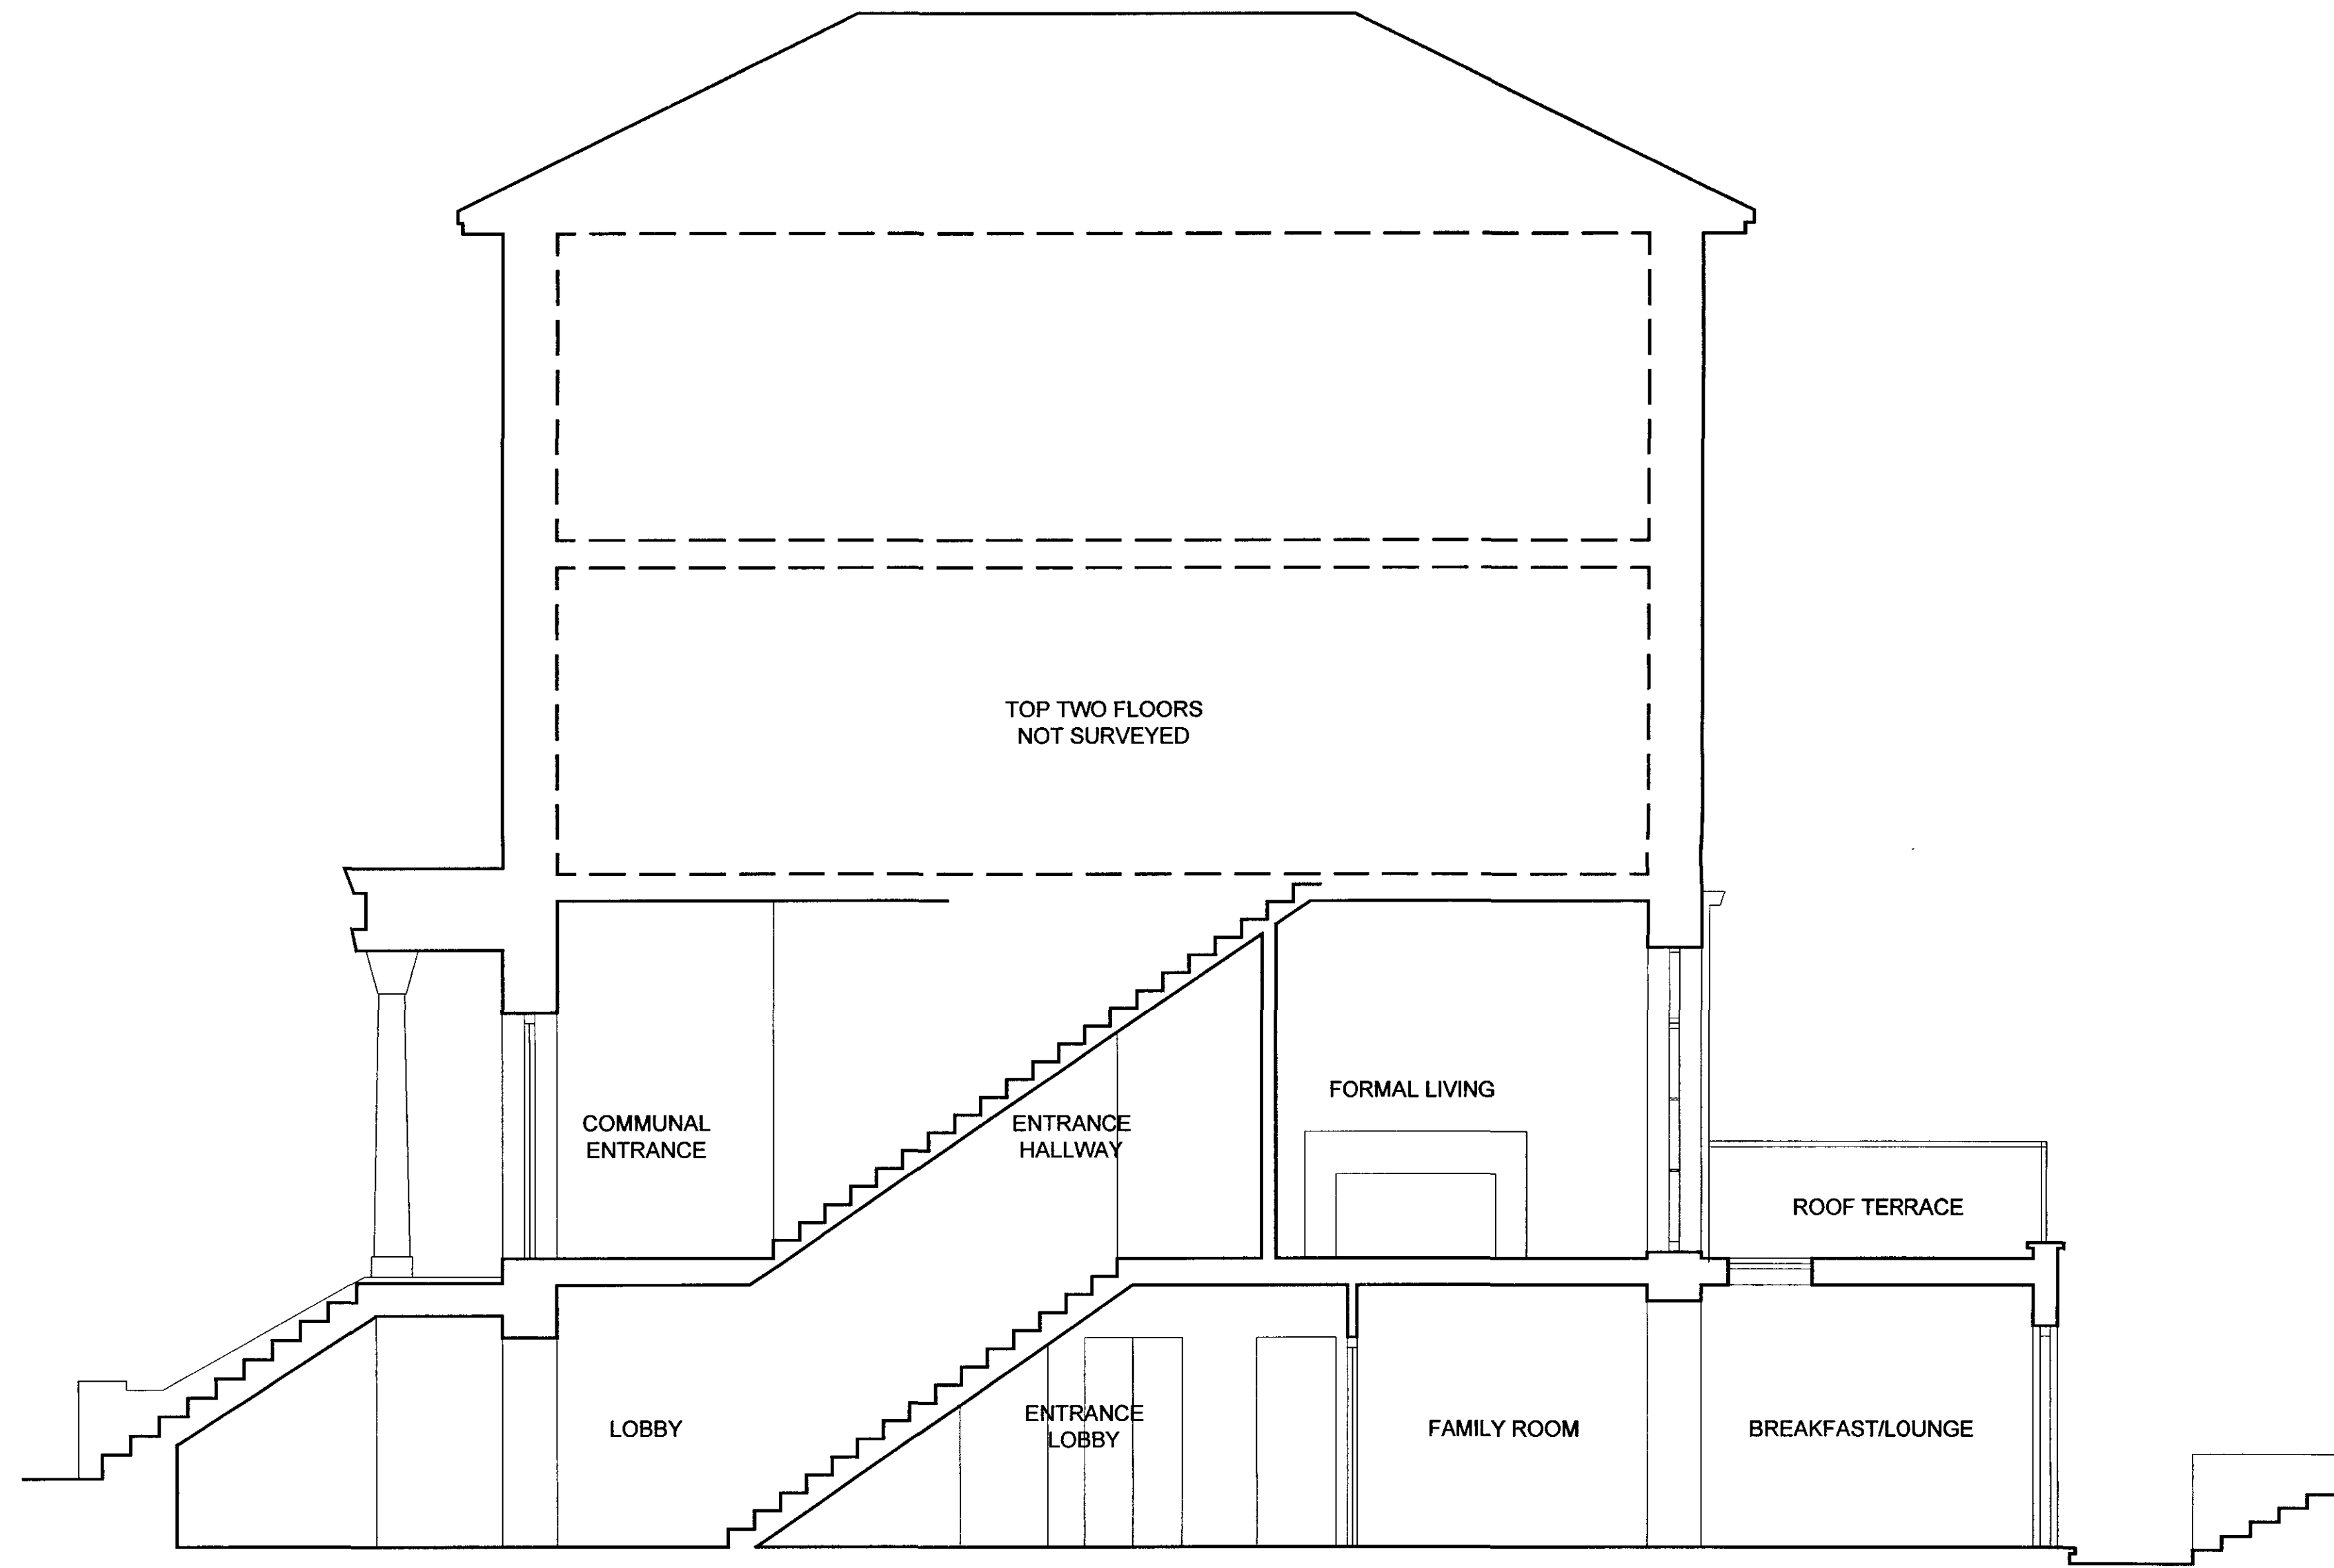 TOP TWO FLOORS
NOT SURVEYED
FORMAL LIVING
COMMUNAL
ENTRANCE
ENTRANCE
HALLWAY
ROOF TERRACE
LOBBY
ENTRANCE
LOBBY
FAMILY ROOM
BREAKFAST/LOUNGE